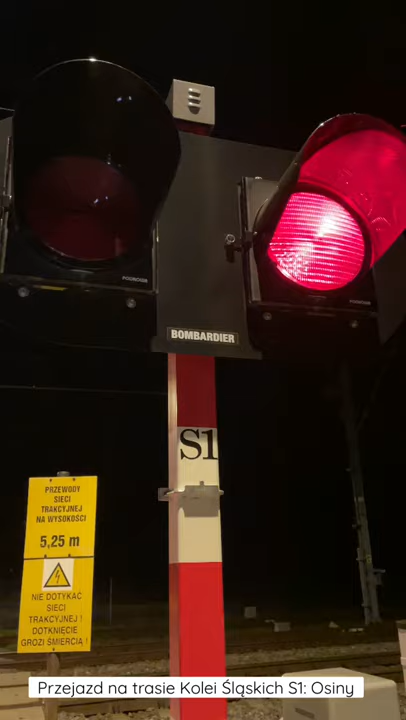 BOMBARDIER
S1
PRZEWODY
SIECI
TRAKCYJNEJ
NA WYSOKOŚCI
5,25 m
NIE DOTYKAĆ
SIECI
TRAKCYJNEJ !
DOTKNIĘCIE
GROZI ŚMIERCIĄ !
Przejazd na trasie Kolei Śląskich S1: Osiny